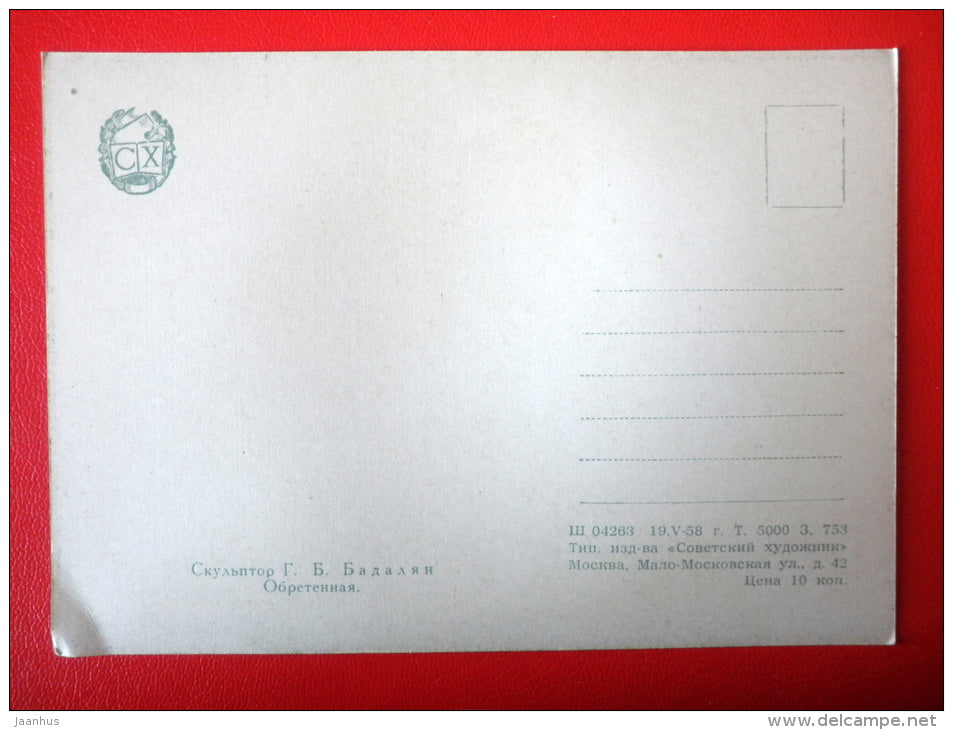 СХ
Ш 04263 19.V-58 г. Т. 5000 З. 753
Тип. изд-ва «Советский художник»
Москва, Мало-Московская ул., д. 42
Цена 10 коп.
Скульптор Г. Б. Бадалян
Обретенная.
jaanhus
delcampe.net